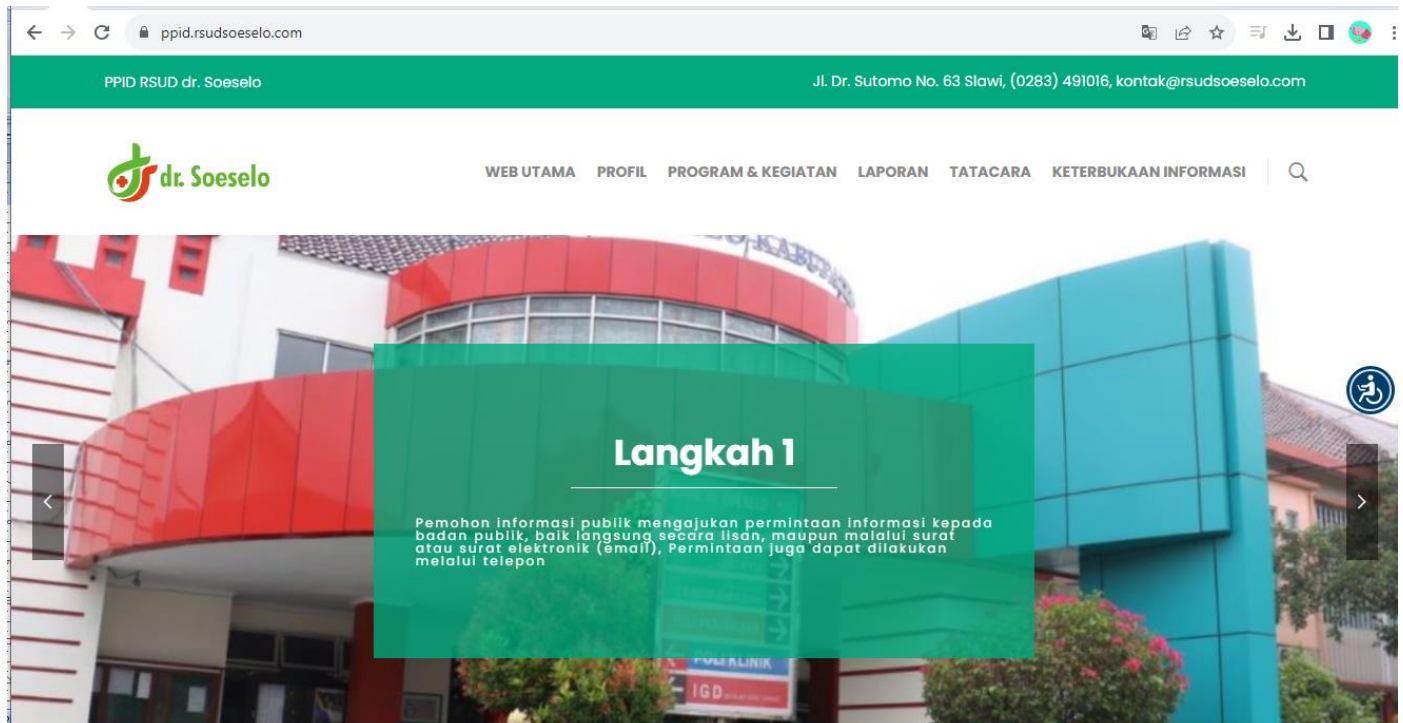 ppid.rsudsoeselo.com
PPID RSUD dr. Soeselo
Jl. Dr. Sutomo No. 63 Slawi, (0283) 491016, kontak@rsudsoeselo.com
dr. Soeselo
WEB UTAMA PROFIL PROGRAM & KEGIATAN LAPORAN TATACARA KETERBUKAAN INFORMASI
KABUPA
Langkah 1
Pemohon informasi publik mengajukan permintaan informasi kepada
badan publik, baik langsung secara lisan, maupun malalui surat
atau surat elektronik (email), Permintaan juga dapat dilakukan
melalui telepon
POLI KLINIK
IGD